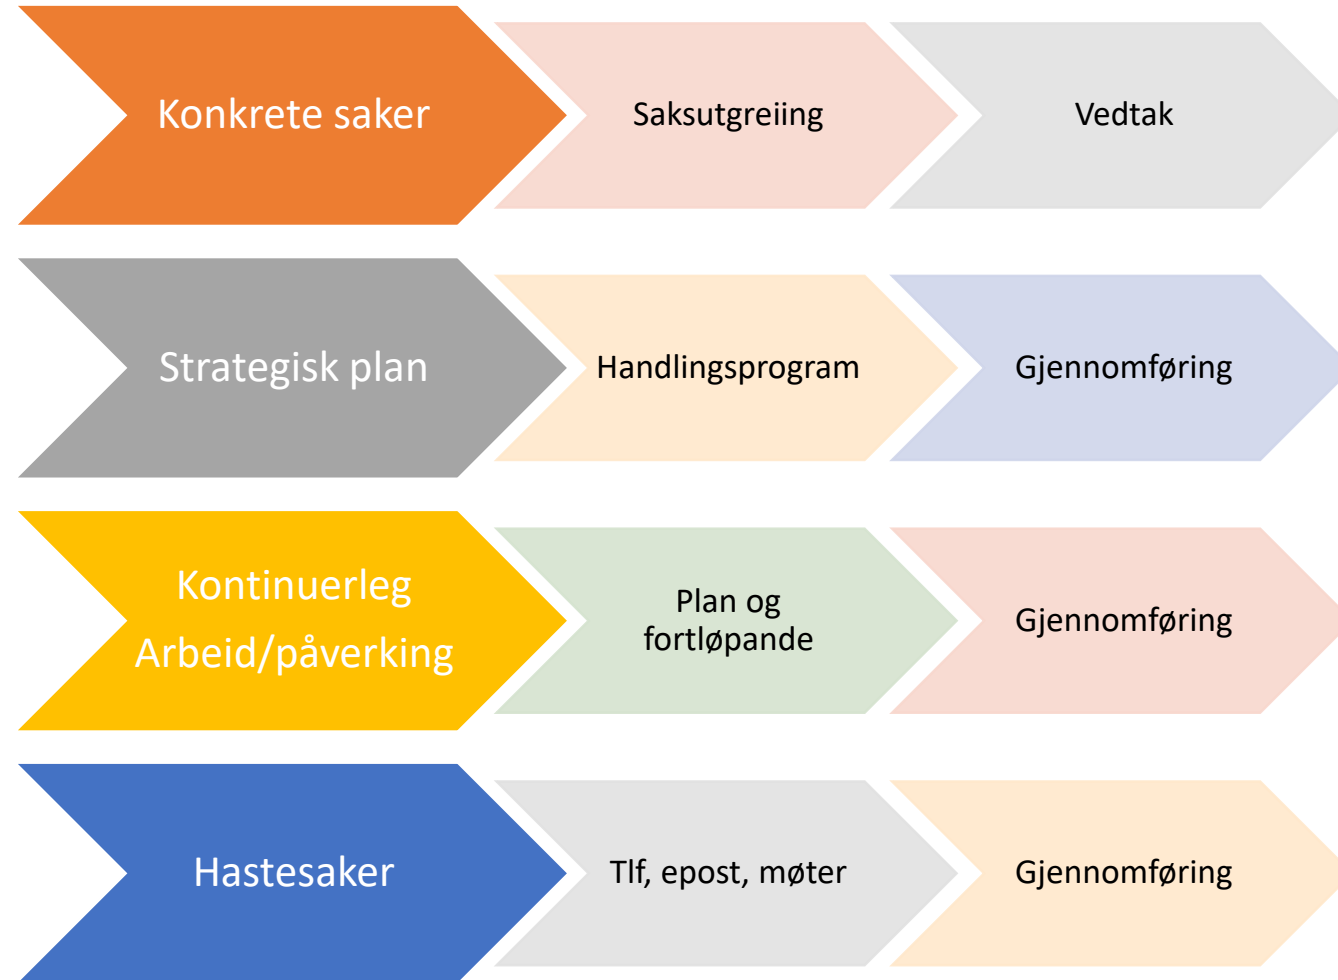 Konkrete saker
Saksutgreiing
Vedtak
Strategisk plan
Handlingsprogram
Gjennomføring
Kontinuerleg
Arbeid/påverking
Plan og
fortløpande
Gjennomføring
Hastesaker
Tlf, epost, møter
Gjennomføring